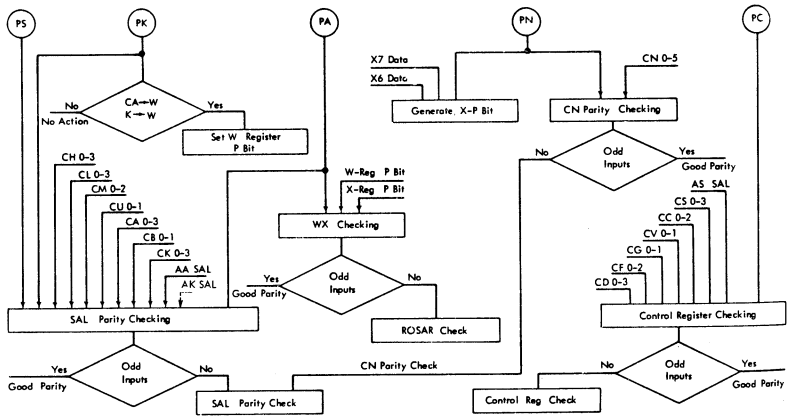 PS
PK
PA
PN
PC
X7 Data
X6 Data
Generate X-P Bit
CN 0-5
CN Parity Checking
No
No Action
CA→W
K→W
Yes
Set W Register
P Bit
No
Odd
Inputs
Yes
Good Parity
CH 0-3
CL 0-3
CM 0-2
CU 0-1
CA 0-3
CB 0-1
CK 0-3
AA SAL
AK SAL
W-Reg P Bit
X-Reg P Bit
WX Checking
AS SAL
CS 0-3
CC 0-2
CV 0-1
CG 0-1
CF 0-2
CD 0-3
Yes
Good Parity
Odd
Inputs
No
SAL Parity Checking
ROSAR Check
Control Register Checking
Yes
Good Parity
Odd
Inputs
No
CN Parity Check
SAL Parity Check
No
Odd
Inputs
Yes
Good Parity
Control Reg Check